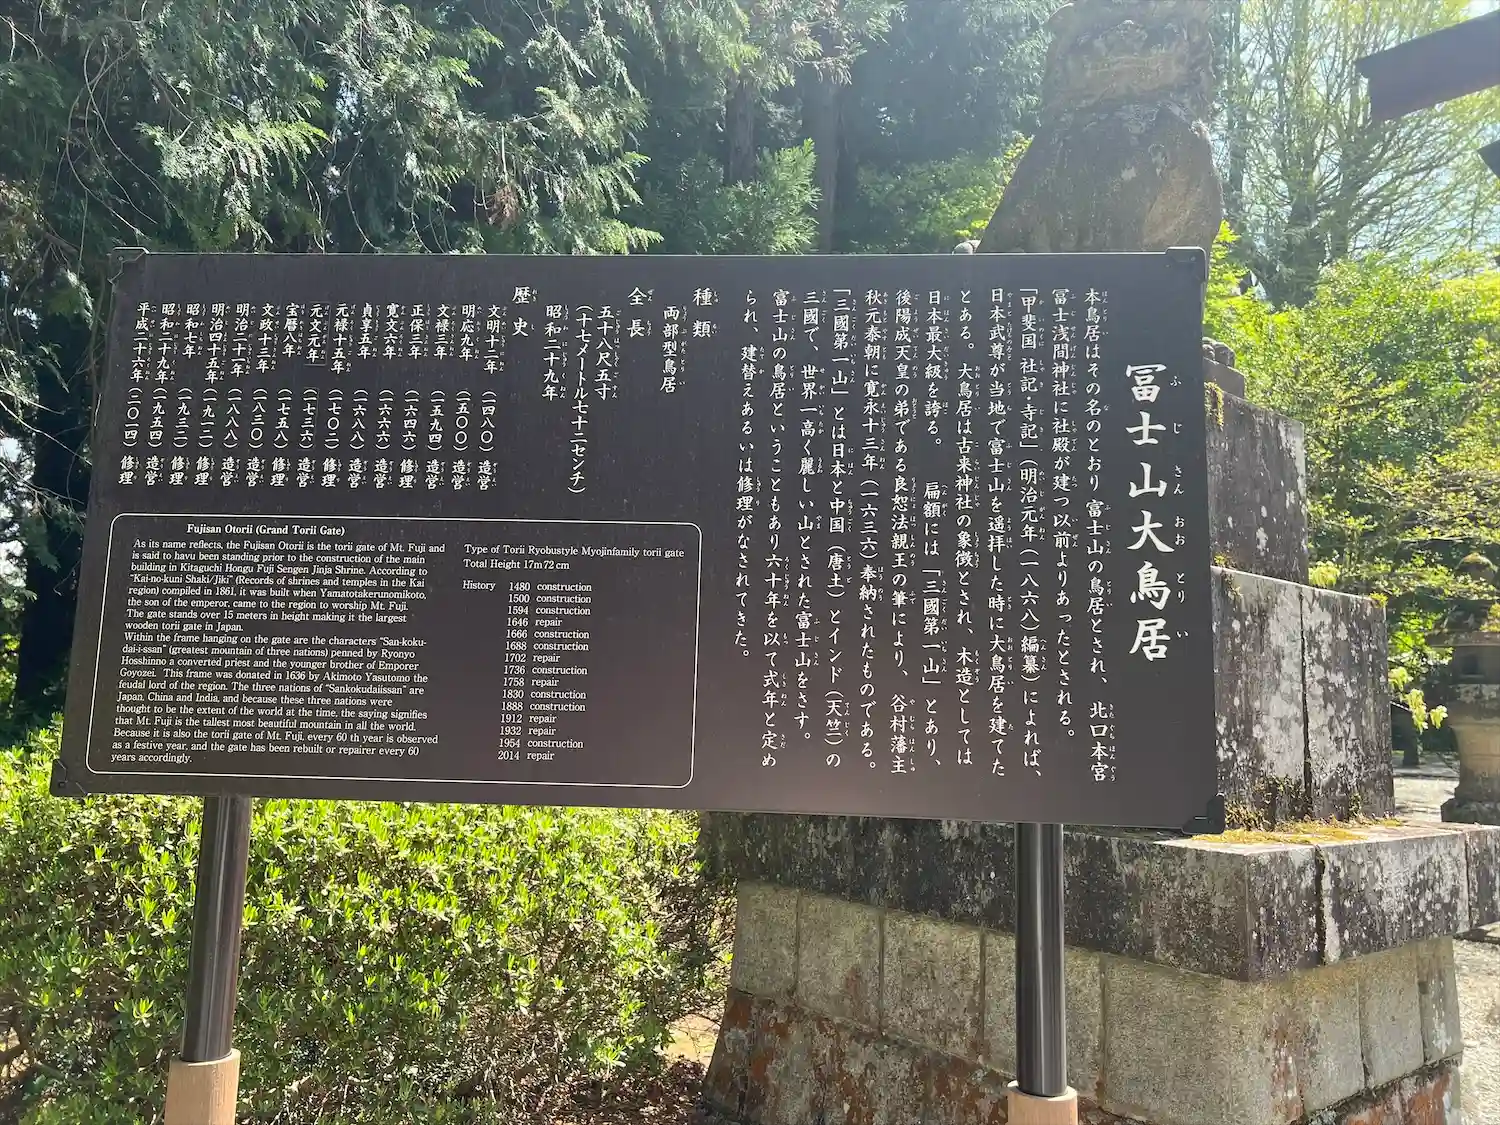 冨士山大鳥居
本鳥居はその名のとおり 富士山の鳥居とされ、 北口本宮
冨士浅間神社に社殿が建つ以前よりあったとされる。
「甲斐国 社記・寺記」（明治元年（一八六八）編纂）によれば、
日本武尊が当地で富士山を遥拝した時に大鳥居を建てた
とある。 大鳥居は古来神社の象徴とされ、木造としては
日本最大級を誇る。 扁額には 「三國第一山」 とあり、
後陽成天皇の弟である良恕法親王の筆により、 谷村藩主
秋元泰朝に寛永十三年（一六三六）奉納されたものである。
「三國第一山」とは日本と中国（唐土）とインド（天竺）の
三國で、世界一高く麗しい山とされた富士山をさす。
富士山の鳥居ということもあり六十年を以て式年と定め
られ、建替えあるいは修理がなされてきた。
種類
両部型鳥居
全長
五十八尺五寸
（十七メートル七十二センチ）
昭和二十九年
歴史
文明十二年 （一四八〇）造営
明応九年 （一五〇〇）造営
文禄三年 （一五九四）造営
正保三年 （一六四六）修理
寛文六年 （一六六六）造営
貞享五年 （一六八八）造営
元禄十五年 （一七〇二）修理
元文元年 （一七三六）造営
宝暦八年 （一七五八）修理
文政十三年 （一八三〇）造営
明治二十一年 （一八八八）造営
明治四十五年 （一九一二）修理
昭和七年 （一九三二）修理
昭和二十九年 （一九五四）造営
平成二十六年 （二〇一四）修理
Fujisan Otorii (Grand Torii Gate)
As its name reflects, the Fujisan Otorii is the torii gate of Mt. Fuji and
is said to havu been standing prior to the construction of the main
building in Kitaguchi Hongu Fuji Sengen Jinja Shrine. According to
"Kai-no-kuni Shaki/Jiki" (Records of shrines and temples in the Kai
region) compiled in 1861, it was built when Yamatotakerunomikoto,
the son of the emperor, came to the region to worship Mt. Fuji.
The gate stands over 15 meters in height making it the largest
wooden torii gate in Japan.
Within the frame hanging on the gate are the characters "San-koku-
dai-i-ssan" (greatest mountain of three nations) penned by Ryonyo
Hosshinno a converted priest and the younger brother of Emporer
Goyozei. This frame was donated in 1636 by Akimoto Yasutomo the
feudal lord of the region. The three nations of "Sankokudaiissan" are
Japan, China and India, and because these three nations were
thought to be the extent of the world at the time, the saying signifies
that Mt. Fuji is the tallest most beautiful mountain in all the world.
Because it is also the torii gate of Mt. Fuji, every 60 th year is observed
as a festive year, and the gate has been rebuilt or repairer every 60
years accordingly.
Type of Torii Ryobustyle Myojinfamily torii gate
Total Height 17m72 cm
History 1480 construction
1500 construction
1594 construction
1646 repair
1666 construction
1688 construction
1702 repair
1736 construction
1758 repair
1830 construction
1888 construction
1912 repair
1932 repair
1954 construction
2014 repair